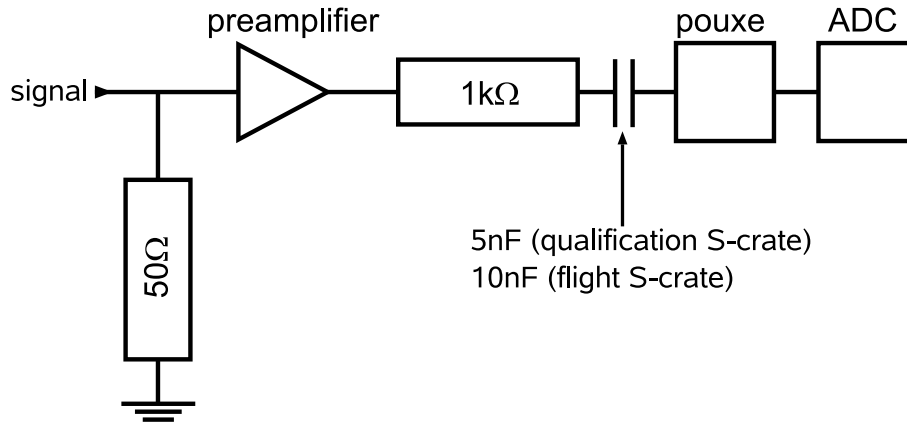 preamplifier
pouxe
ADC
signal
1kΩ
50Ω
5nF (qualification S-crate)
10nF (flight S-crate)